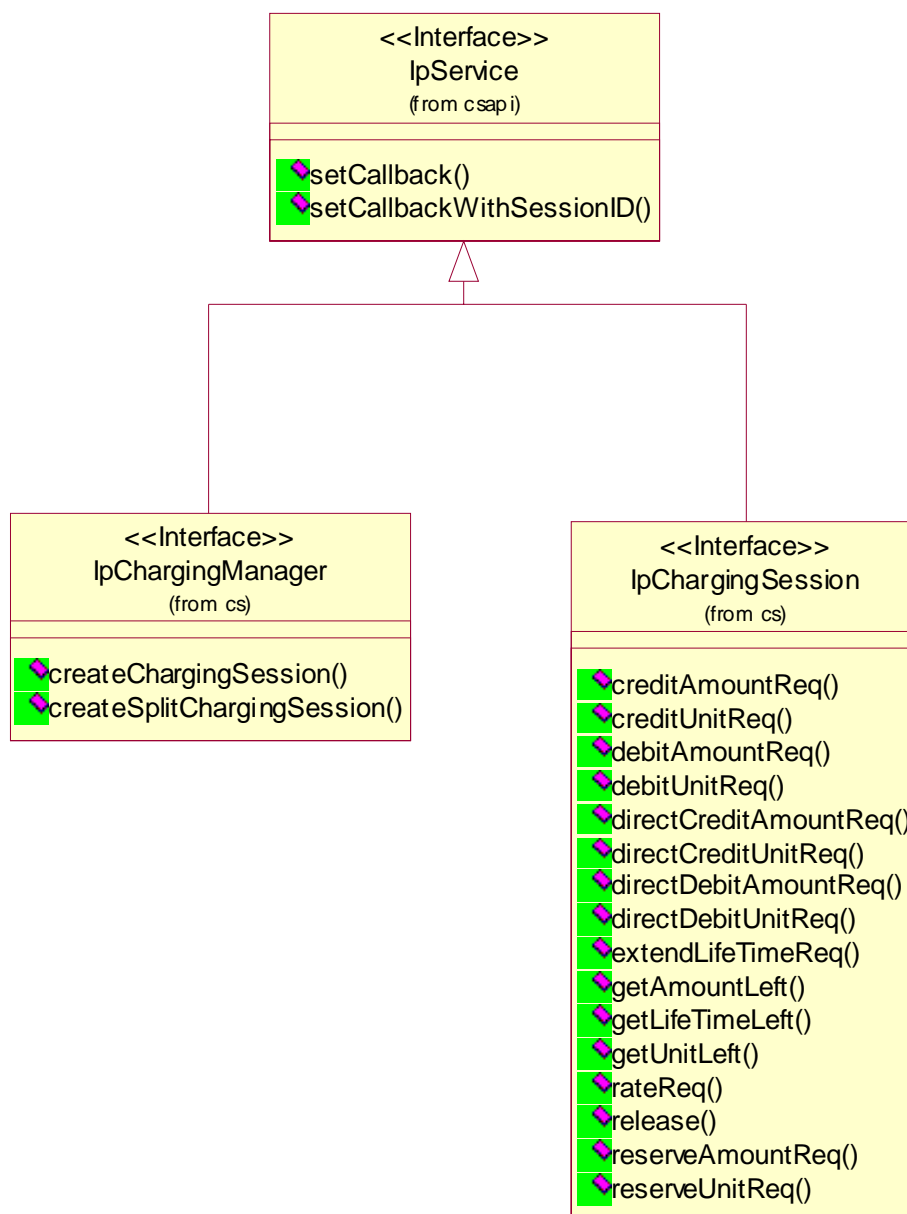 <<Interface>>
IpService
(from csapi)
setCallback()
setCallbackWithSessionID()
<<Interface>>
IpChargingManager
(from cs)
createChargingSession()
createSplitChargingSession()
<<Interface>>
IpChargingSession
(from cs)
creditAmountReq()
creditUnitReq()
debitAmountReq()
debitUnitReq()
directCreditAmountReq()
directCreditUnitReq()
directDebitAmountReq()
directDebitUnitReq()
extendLifeTimeReq()
getAmountLeft()
getLifeTimeLeft()
getUnitLeft()
rateReq()
release()
reserveAmountReq()
reserveUnitReq()